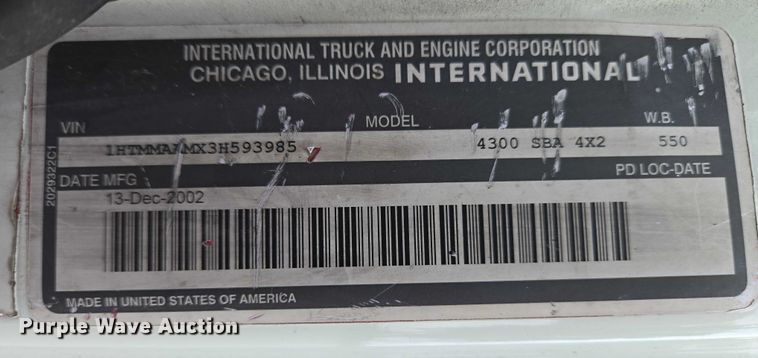 INTERNATIONAL TRUCK AND ENGINE CORPORATION
CHICAGO, ILLINOIS INTERNATIONAL
VIN MODEL W.B.
1HTMMAAMX3H593985 4300 SBA 4X2 550
DATE MFG PD LOC-DATE
13-Dec-2002
MADE IN UNITED STATES OF AMERICA
2029322C1
Purple Wave Auction